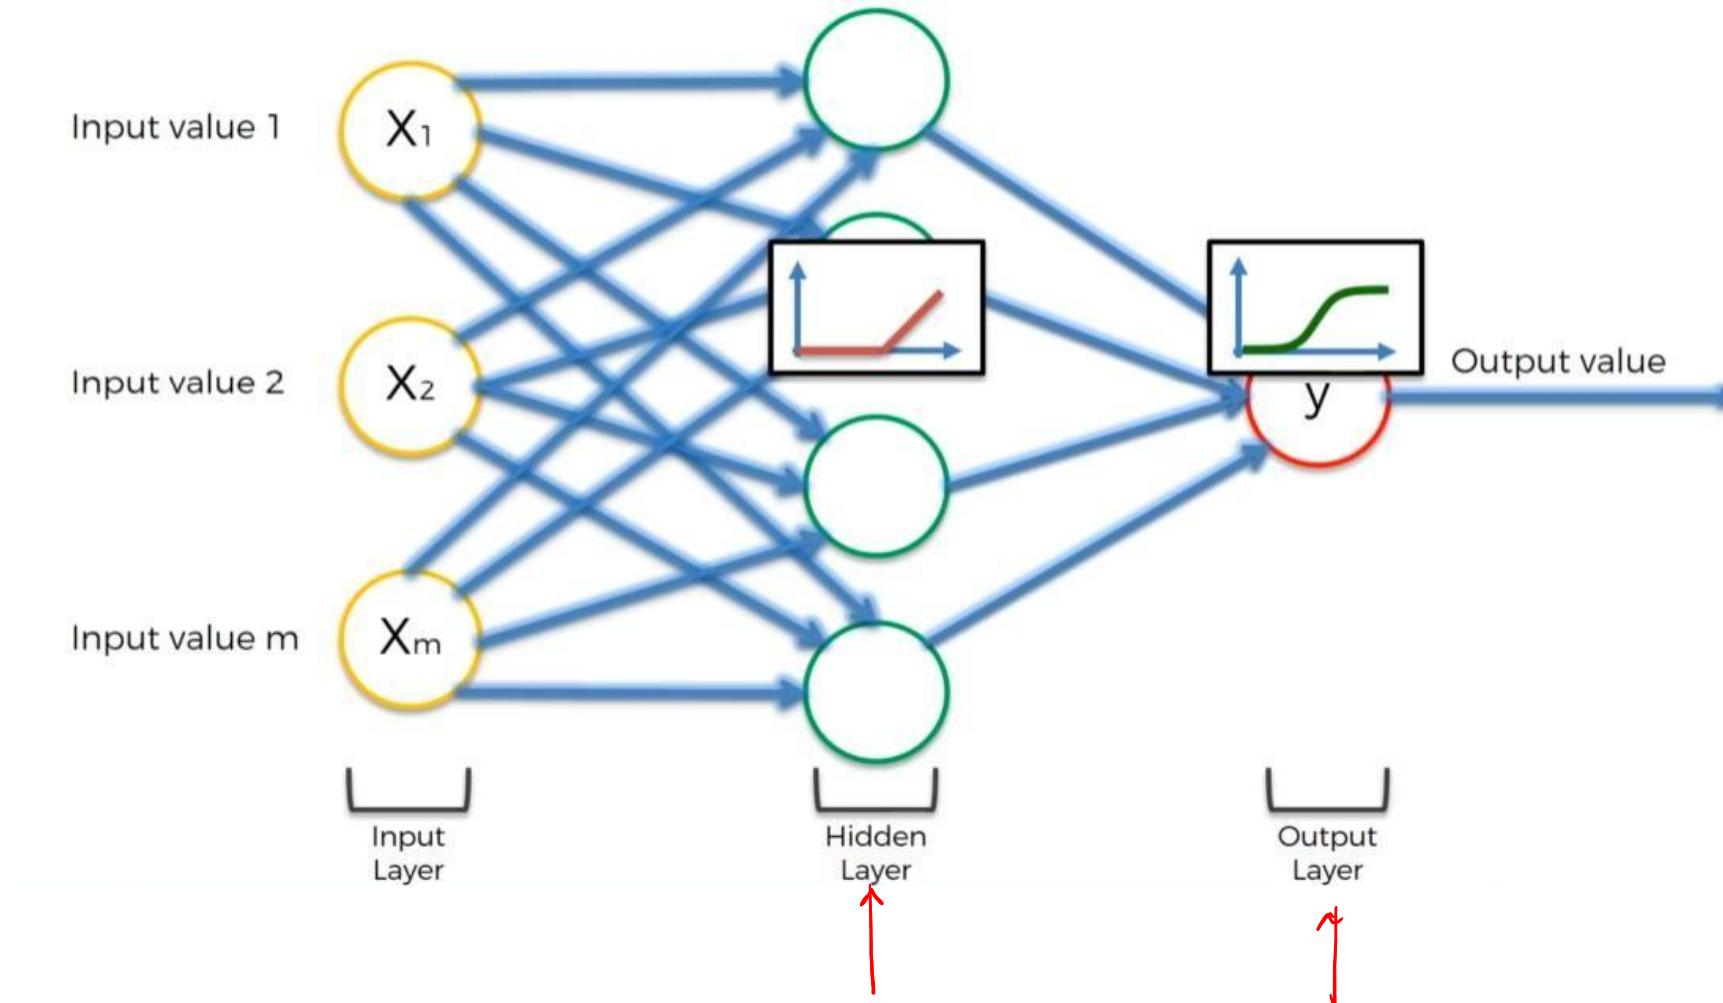 Input value 1
X1
Input value 2
X2
Input value m
Xm
y
Output value
Input
Layer
Hidden
Layer
Output
Layer